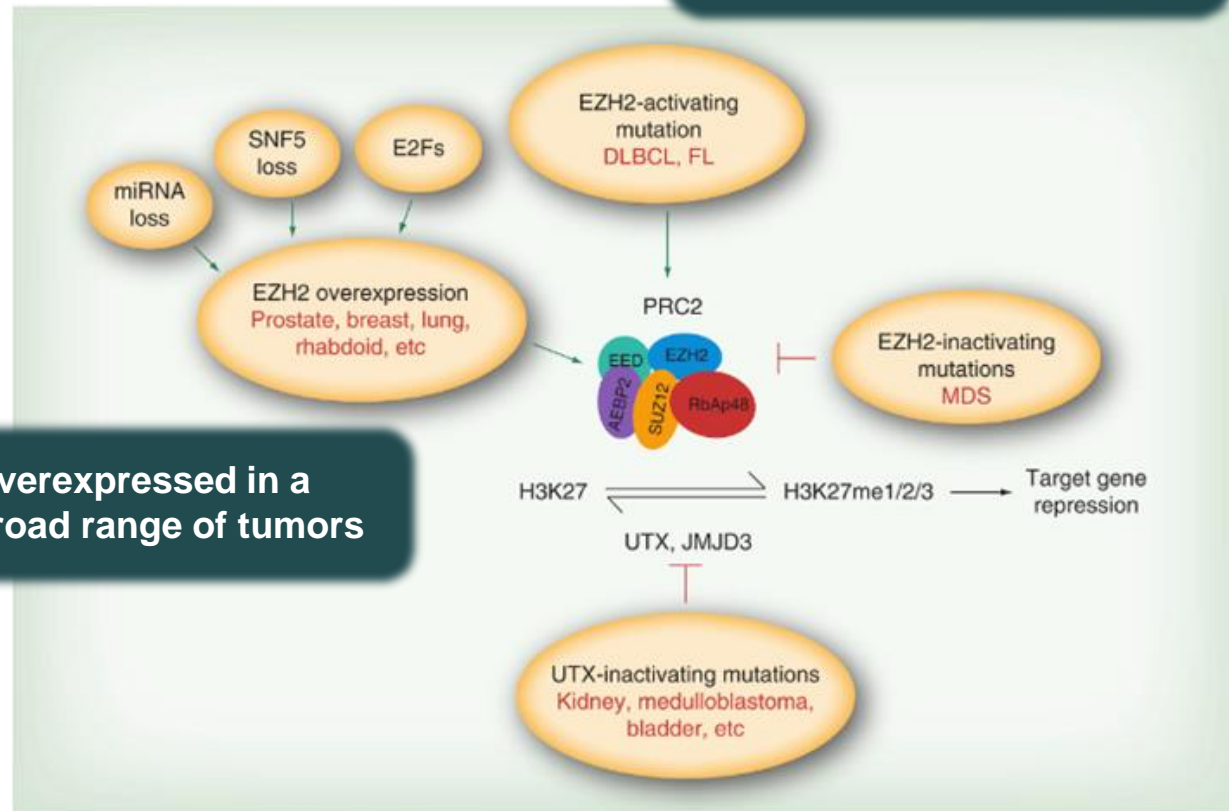 EZH2-activating
mutation
DLBCL, FL
SNF5
loss
E2Fs
miRNA
loss
EZH2 overexpression
Prostate, breast, lung,
rhabdoid, etc
PRC2
EED
EZH2
AEBP2
SUZ12
RbAp48
EZH2-inactivating
mutations
MDS
verexpressed in a
road range of tumors
H3K27
H3K27me1/2/3
Target gene
repression
UTX, JMJD3
UTX-inactivating mutations
Kidney, medulloblastoma,
bladder, etc